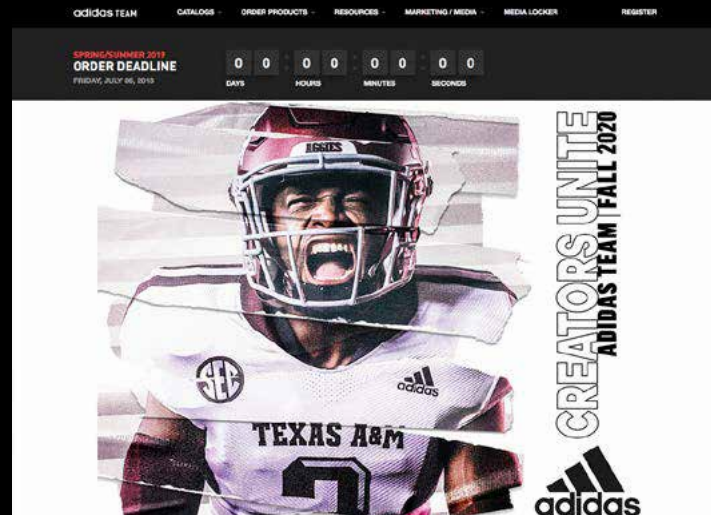 adidas TEAM
CATALOGS
ORDER PRODUCTS
RESOURCES
MARKETING / MEDIA
MEDIA LOCKER
REGISTER
SPRING/SUMMER 2019
ORDER DEADLINE
FRIDAY, JULY 06, 2018
0 0 : 0 0 : 0 0 : 0 0
DAYS HOURS MINUTES SECONDS
CREATORS UNITE
ADIDAS TEAM | FALL 2020
AGGIES
SEC
adidas
TEXAS A&M
2
adidas